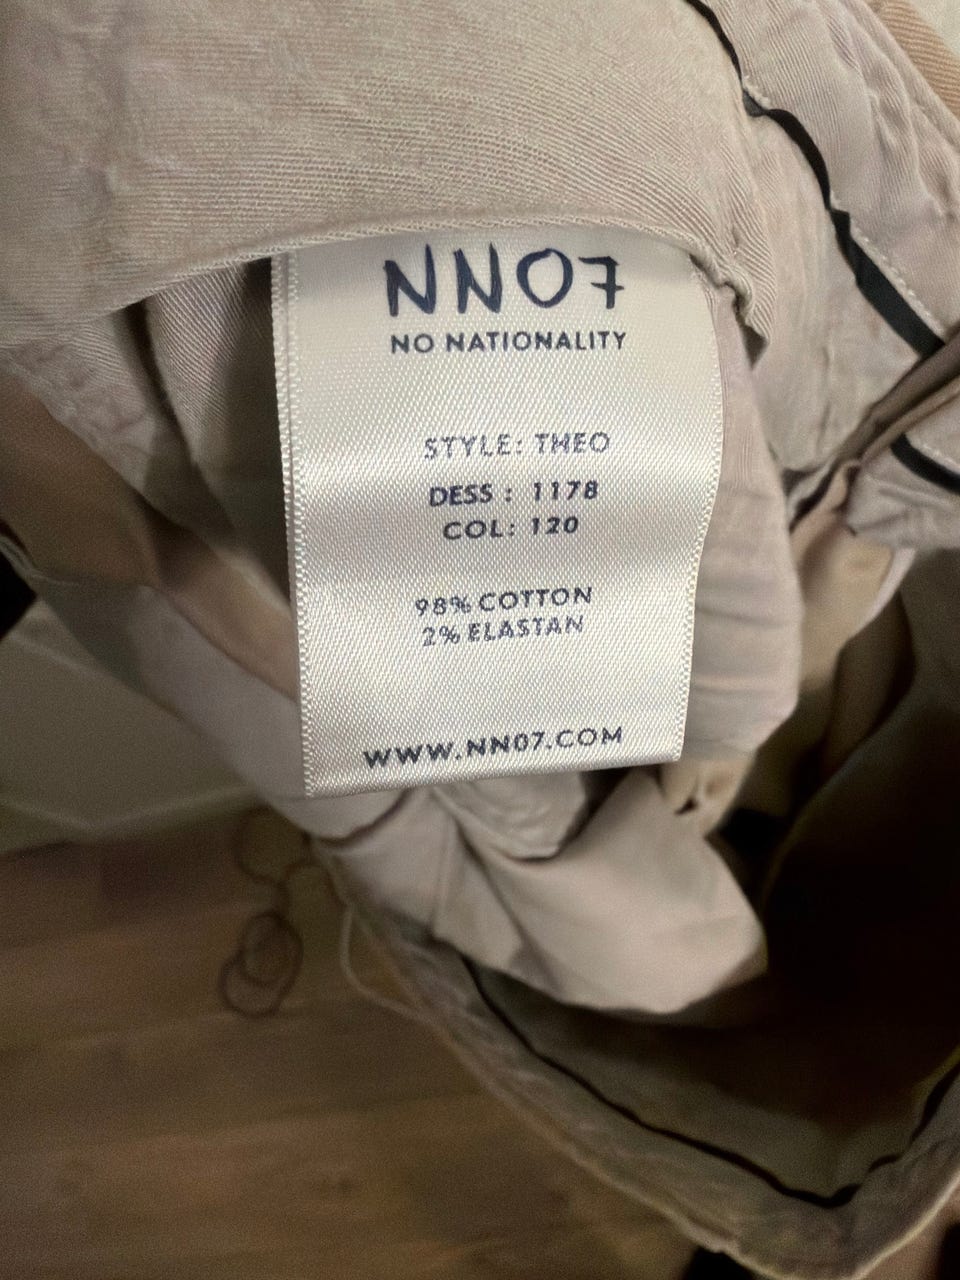 NN07
NO NATIONALITY
STYLE: THEO
DESS : 1178
COL: 120
98% COTTON
2% ELASTAN
WWW.NN07.COM